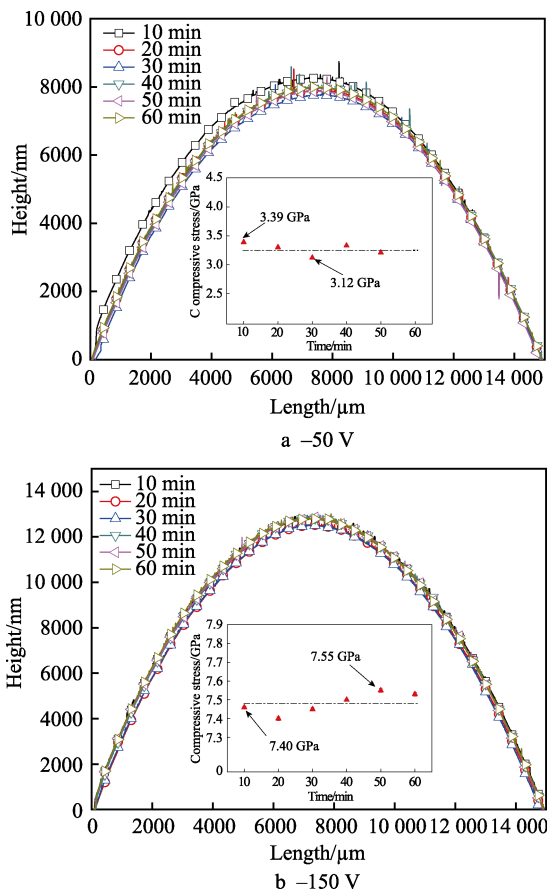 10 min
20 min
30 min
40 min
50 min
60 min
10 000
8000
6000
4000
2000
0
Height/nm
4.5
4.0
3.5
3.0
2.5
C ompressive stress/GPa
3.39 GPa
3.12 GPa
10 20 30 40 50 60
Time/min
0 2000 4000 6000 8000 10 000 12 000 14 000
Length/μm
a –50 V
10 min
20 min
30 min
40 min
50 min
60 min
14 000
12 000
10 000
8000
6000
4000
2000
0
Height/nm
7.9
7.8
7.7
7.6
7.5
7.4
7.3
0
Compressive stress/GPa
7.55 GPa
7.40 GPa
10 20 30 40 50 60
Time/min
0 2000 4000 6000 8000 10 000 12 000 14 000
Length/μm
b –150 V